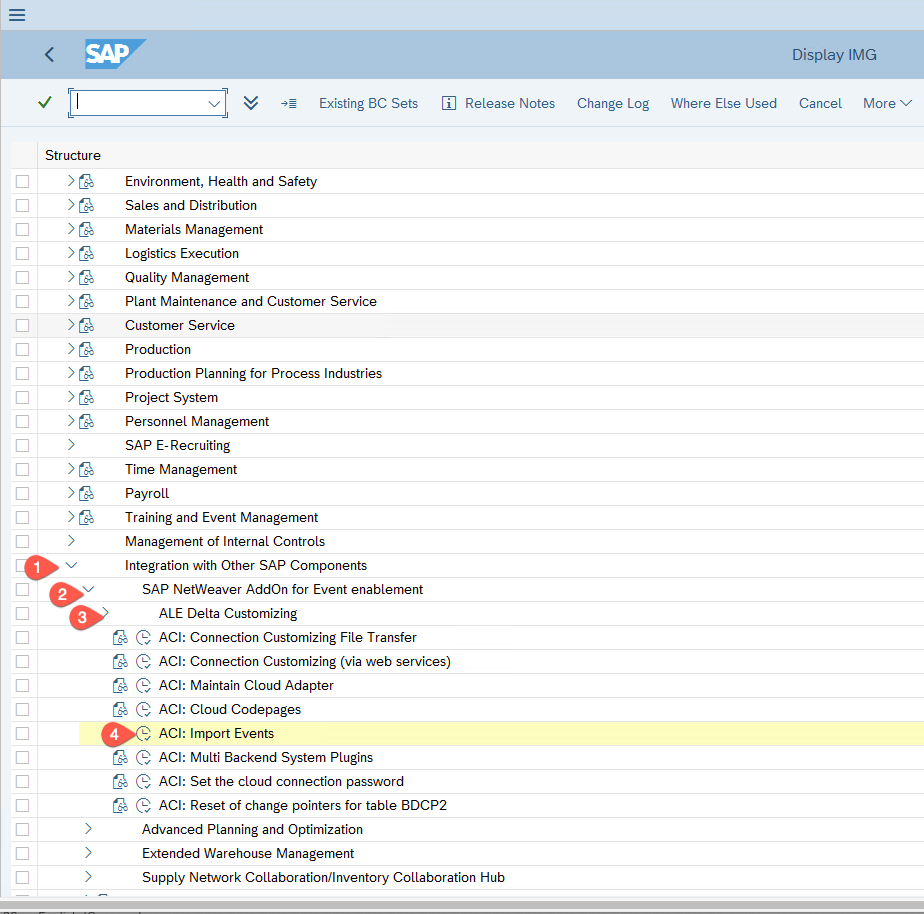 SAP
Display IMG
Existing BC Sets Release Notes Change Log Where Else Used Cancel More
Structure
Environment, Health and Safety
Sales and Distribution
Materials Management
Logistics Execution
Quality Management
Plant Maintenance and Customer Service
Customer Service
Production
Production Planning for Process Industries
Project System
Personnel Management
SAP E-Recruiting
Time Management
Payroll
Training and Event Management
Management of Internal Controls
1 Integration with Other SAP Components
2 SAP NetWeaver AddOn for Event enablement
3 ALE Delta Customizing
ACI: Connection Customizing File Transfer
ACI: Connection Customizing (via web services)
ACI: Maintain Cloud Adapter
ACI: Cloud Codepages
4 ACI: Import Events
ACI: Multi Backend System Plugins
ACI: Set the cloud connection password
ACI: Reset of change pointers for table BDCP2
Advanced Planning and Optimization
Extended Warehouse Management
Supply Network Collaboration/Inventory Collaboration Hub